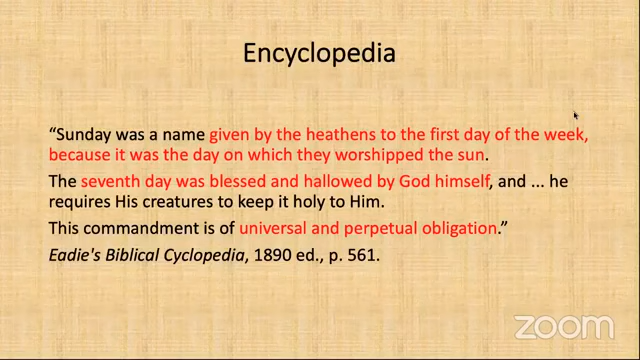 Encyclopedia
“Sunday was a name given by the heathens to the first day of the week,
because it was the day on which they worshipped the sun.
The seventh day was blessed and hallowed by God himself, and ... he
requires His creatures to keep it holy to Him.
This commandment is of universal and perpetual obligation.”
Eadie's Biblical Cyclopedia, 1890 ed., p. 561.
zoom